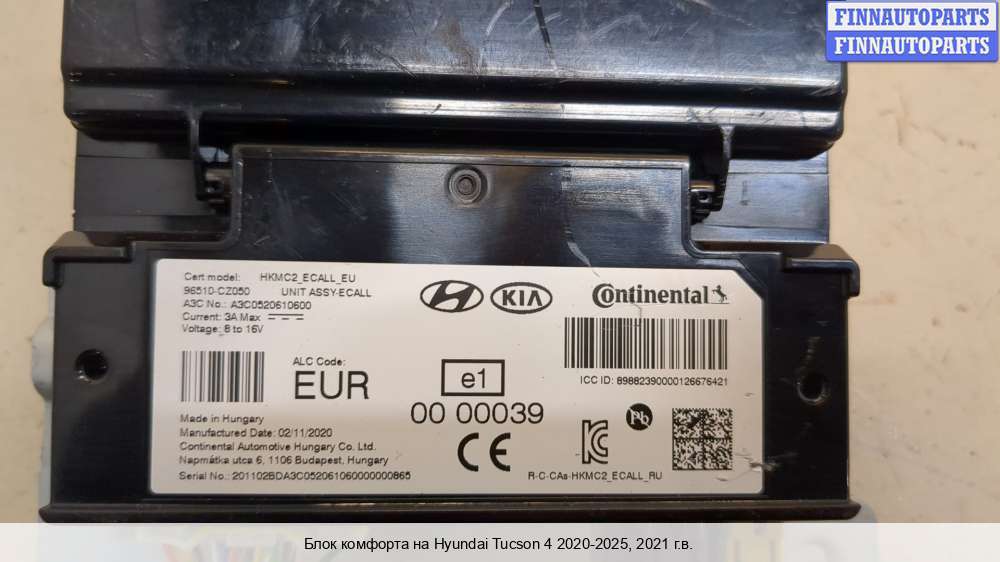 FINNAUTOPARTS
FINNAUTOPARTS
Cert model: HKMC2_ECALL_EU
96510-CZ050 UNIT ASSY-ECALL
A3C No.: A3C0520610600
Current: 3A Max
Voltage: 8 to 16V
KIA
Continental
ALC Code:
EUR
e1
00 00039
CE
ICC ID: 89882390000126676421
Pb
Made in Hungary
Manufactured Date: 02/11/2020
Continental Automotive Hungary Co. Ltd.
Napmátka utca 6, 1106 Budapest, Hungary
Serial No.: 201102BDA3C052061060000000865
R-C-CAs-HKMC2_ECALL_RU
Блок комфорта на Hyundai Tucson 4 2020-2025, 2021 г.в.